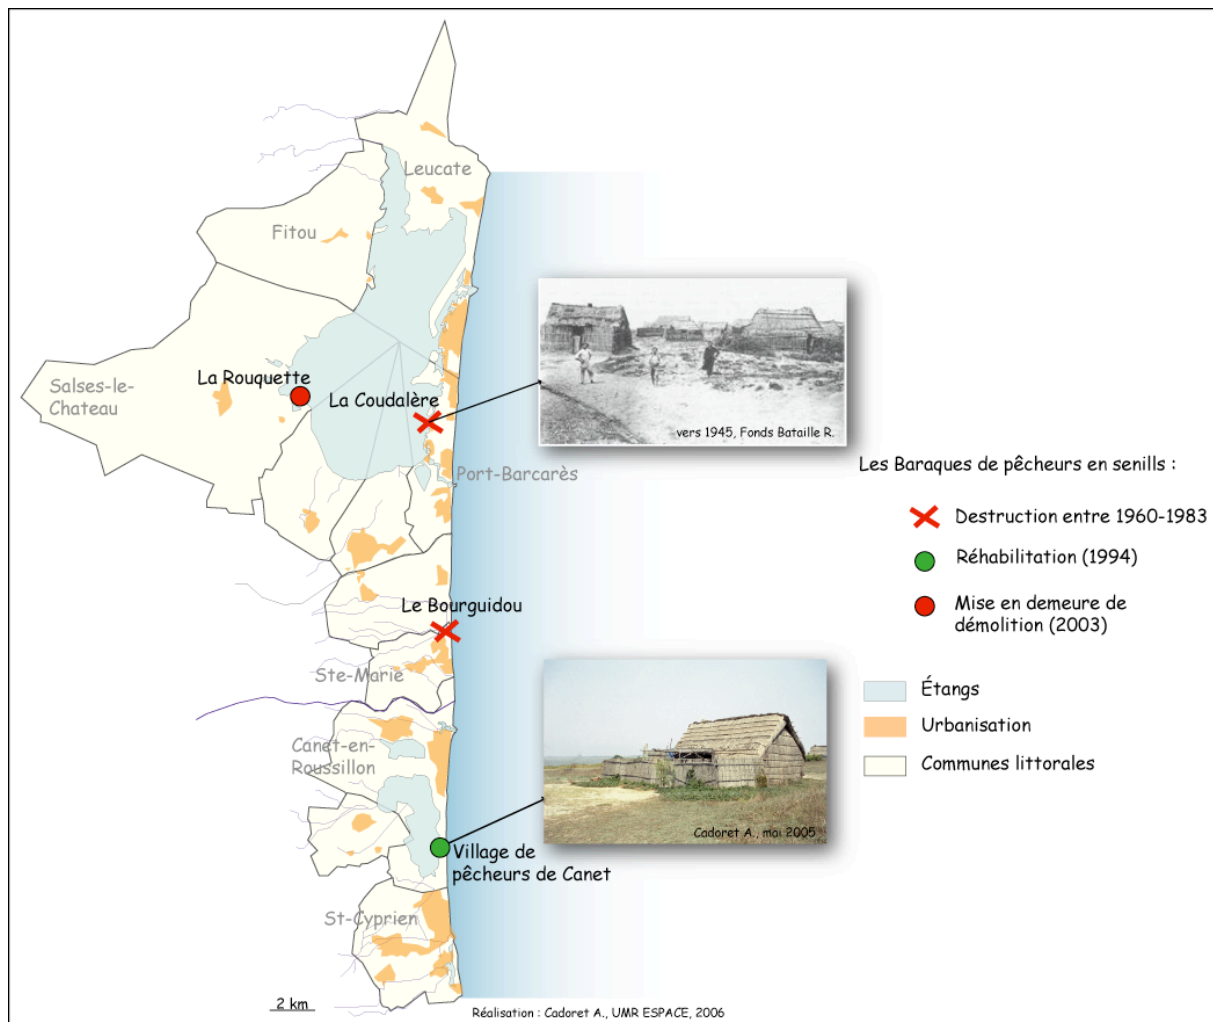 Leucate
Fitou
Salses-le-
Chateau
La Rouquette
La Coudalère
vers 1945, Fonds Bataille R.
Port-Barcarès
Le Bourguidou
Ste-Marie
Canet-en-
Roussillon
Cadoret A., mai 2005
Village de
pêcheurs de Canet
St-Cyprien
Les Baraques de pêcheurs en senills :
Destruction entre 1960-1983
Réhabilitation (1994)
Mise en demeure de
démolition (2003)
Étangs
Urbanisation
Communes littorales
2 km
Réalisation : Cadoret A., UMR ESPACE, 2006